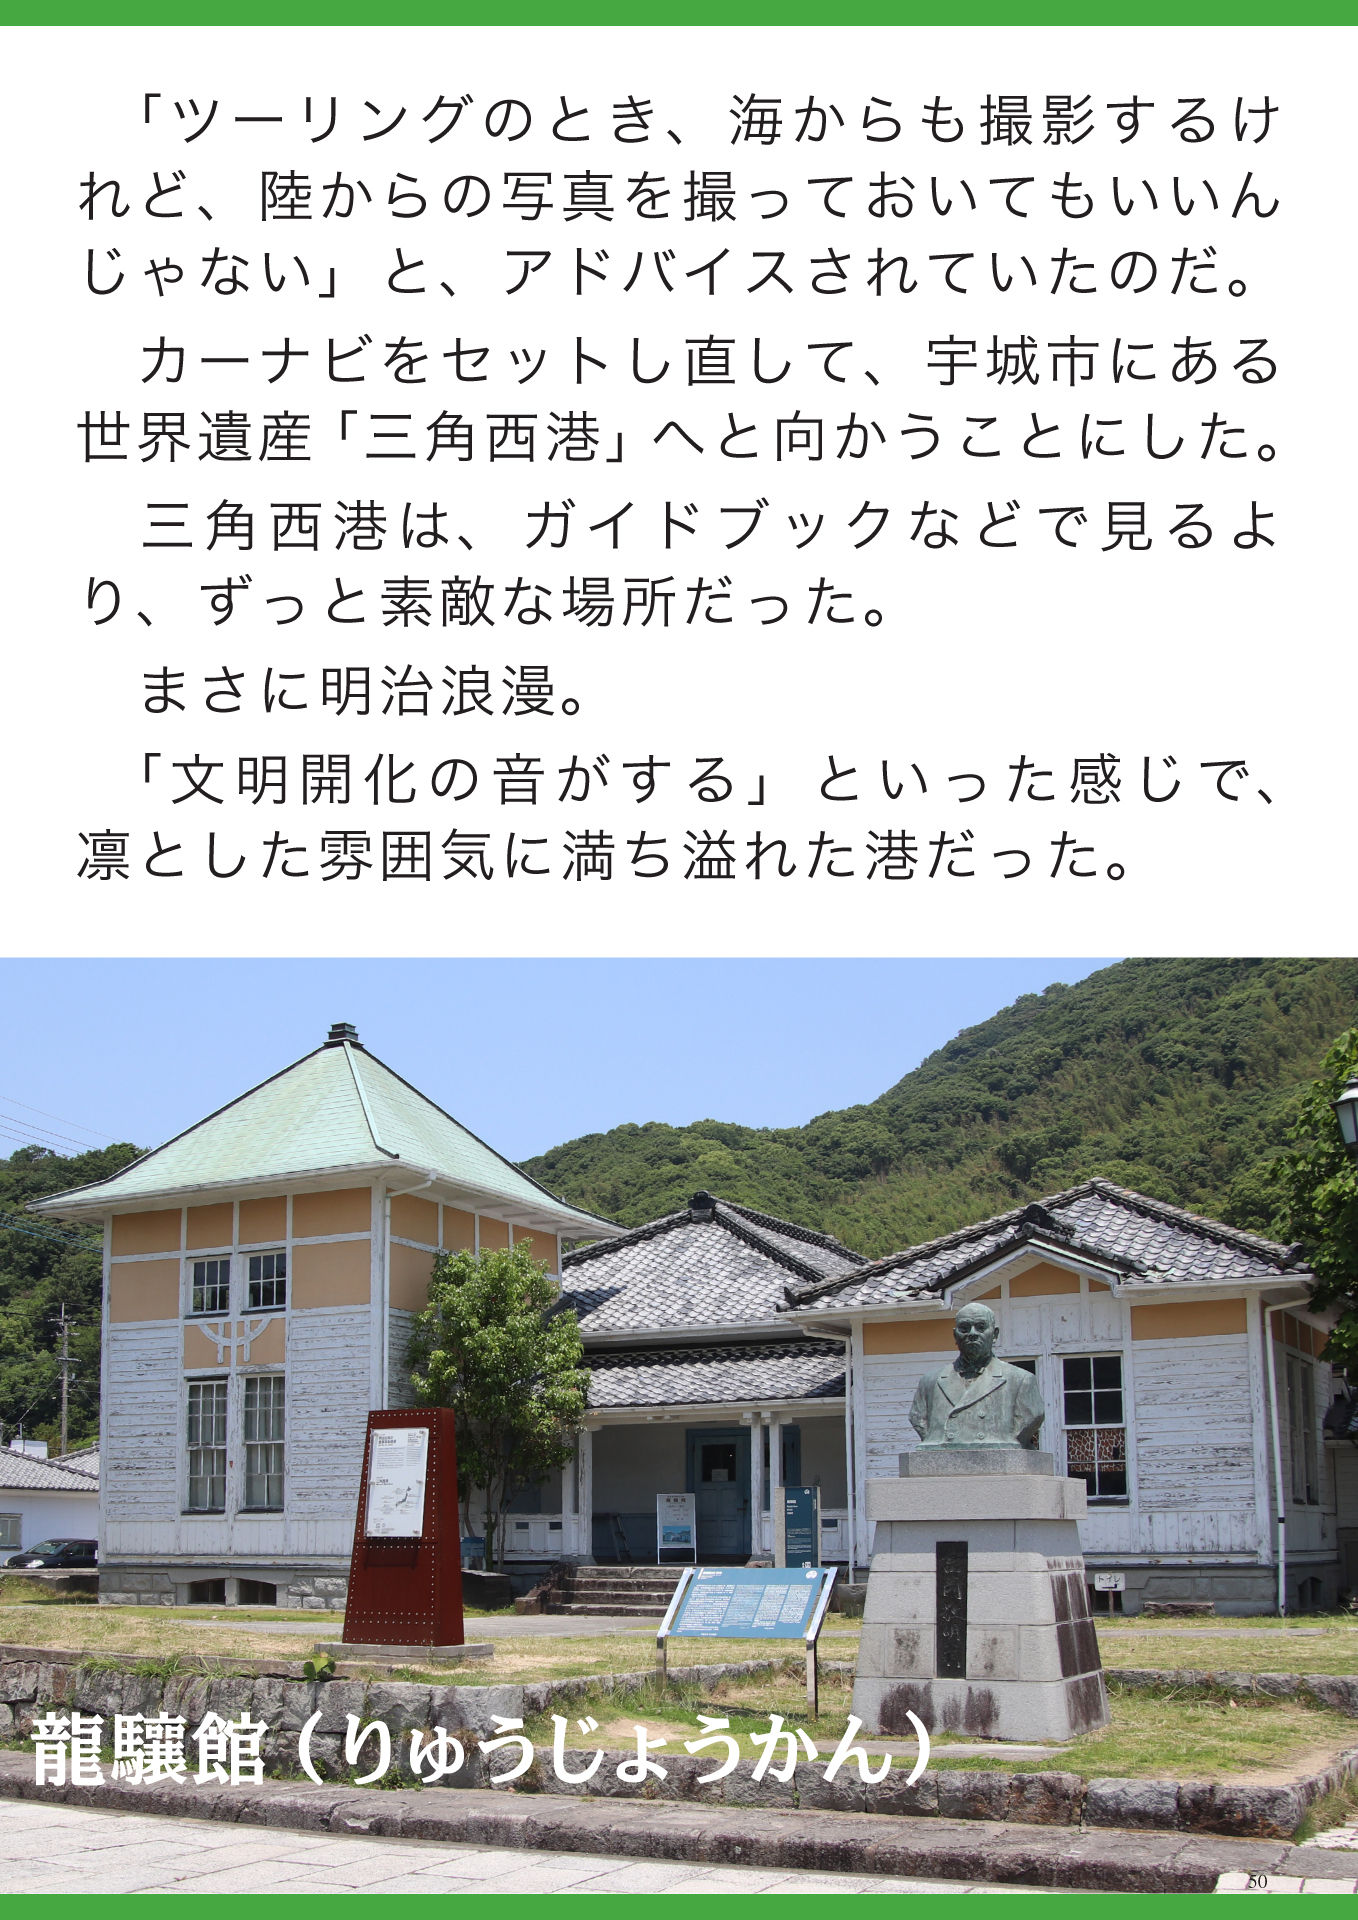 「ツーリングのとき、海からも撮影するけ
れど、陸からの写真を撮っておいてもいいん
じゃない」と、アドバイスされていたのだ。
カーナビをセットし直して、宇城市にある
世界遺産「三角西港」へと向かうことにした。
三角西港は、ガイドブックなどで見るよ
り、ずっと素敵な場所だった。
まさに明治浪漫。
「文明開化の音がする」といった感じで、
凛とした雰囲気に満ち溢れた港だった。
トイレ
龍驤館（りゅうじょうかん）
50